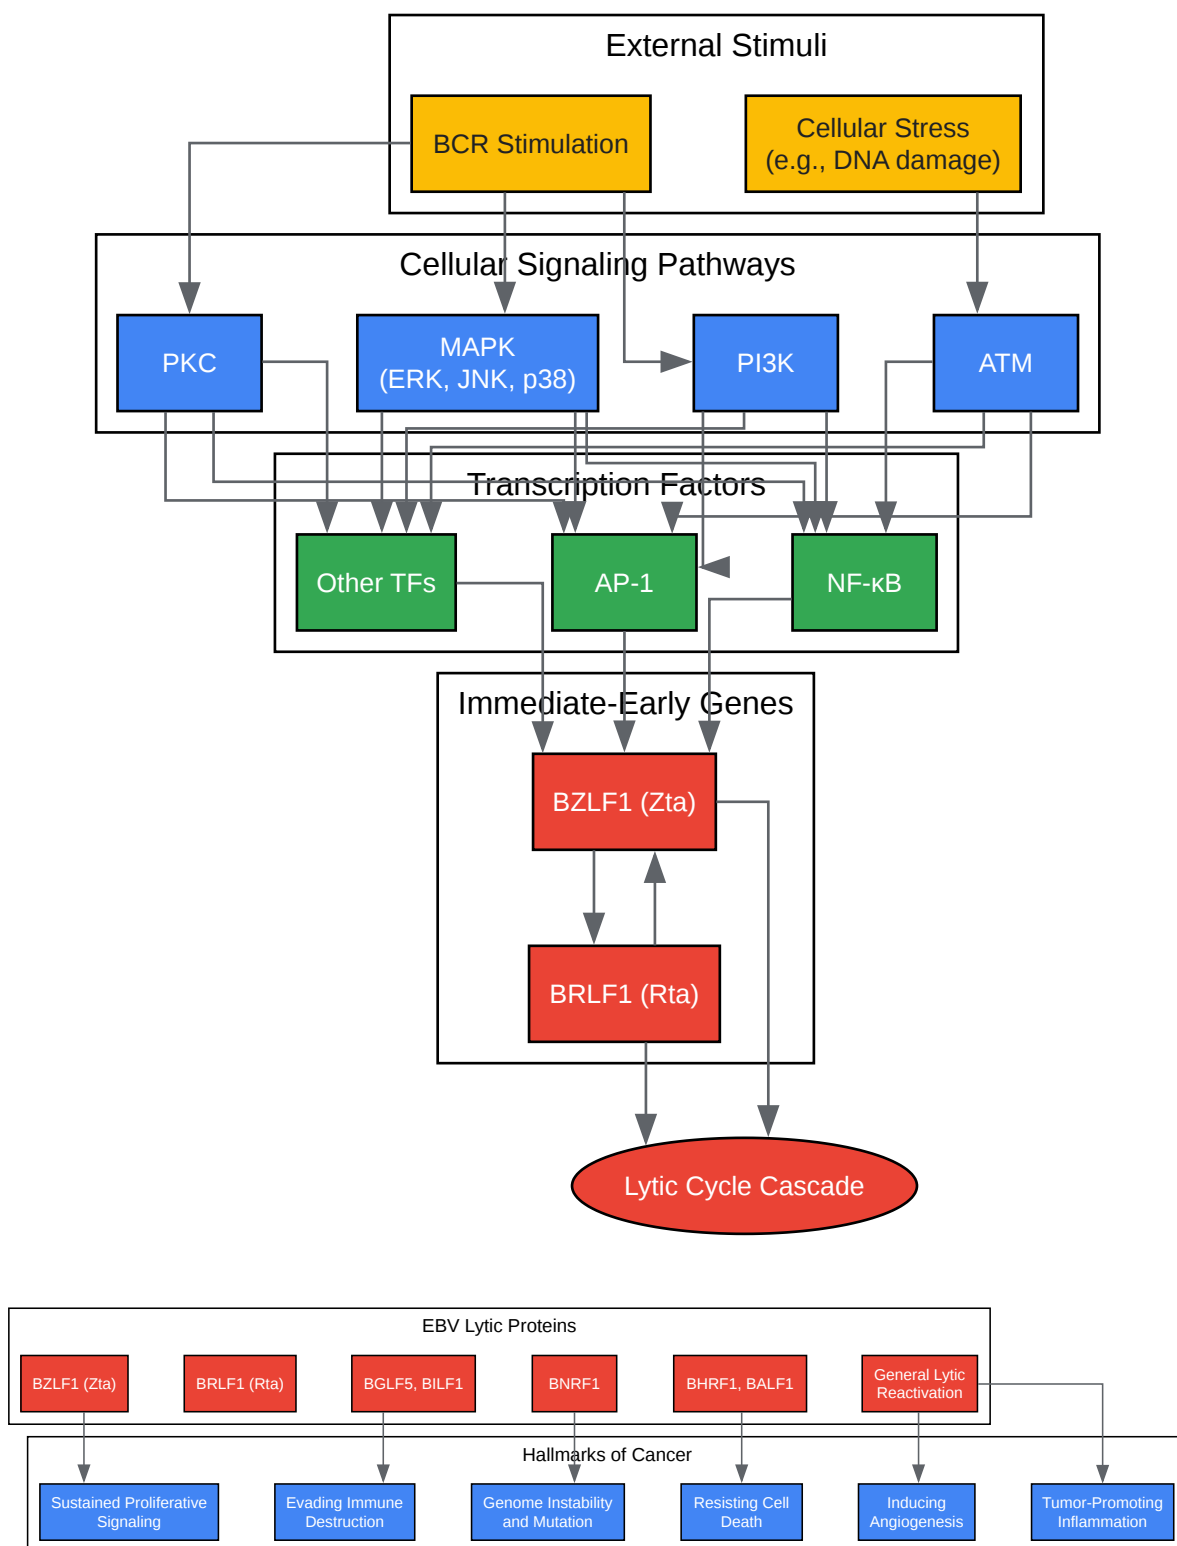 External Stimuli
BCR Stimulation
Cellular Stress
(e.g., DNA damage)
Cellular Signaling Pathways
PKC
MAPK
(ERK, JNK, p38)
PI3K
ATM
Transcription Factors
Other TFs
AP-1
NF-κB
Immediate-Early Genes
BZLF1 (Zta)
BRLF1 (Rta)
Lytic Cycle Cascade
EBV Lytic Proteins
BZLF1 (Zta)
BRLF1 (Rta)
BGLF5, BILF1
BNRF1
BHRF1, BALF1
General Lytic
Reactivation
Hallmarks of Cancer
Sustained Proliferative
Signaling
Evading Immune
Destruction
Genome Instability
and Mutation
Resisting Cell
Death
Inducing
Angiogenesis
Tumor-Promoting
Inflammation